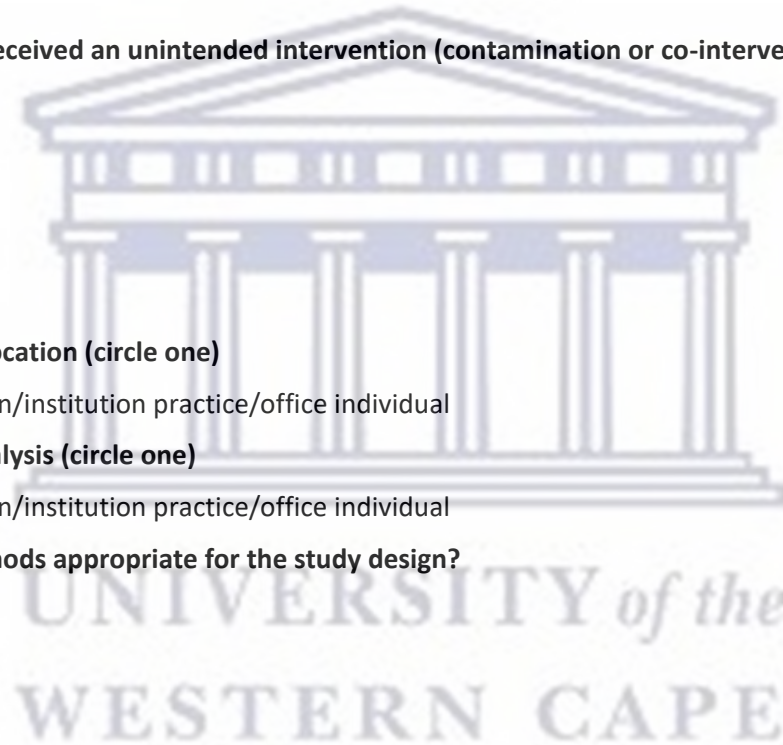 eceived an unintended intervention (contamination or co-interve
ocation (circle one)
n/institution practice/office individual
alysis (circle one)
n/institution practice/office individual
ods appropriate for the study design?
UNIVERSITY of the
WESTERN CAPE